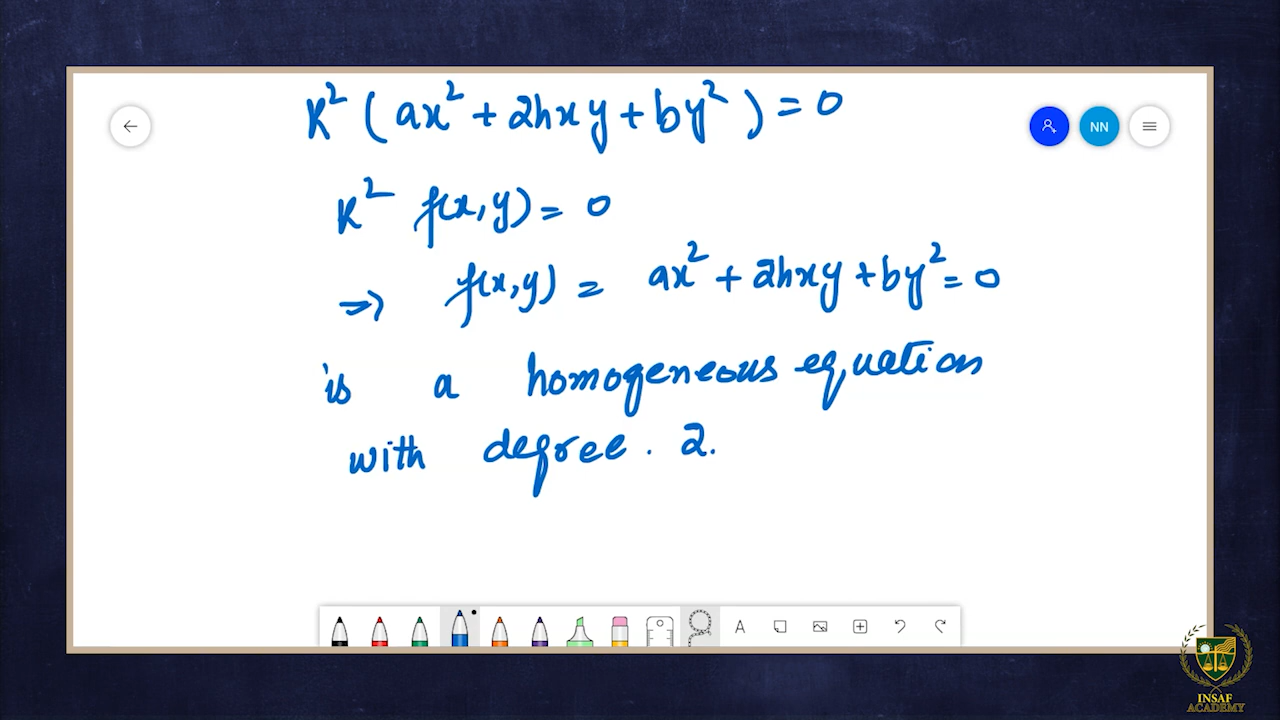 K² (ax² + 2hxy + by²) = 0
NN
K² f(x,y) = 0
⇒ f(x,y) = ax² + 2hxy + by² = 0
is a homogeneous equation
with degree. 2.
A
INSAF
ACADEMY